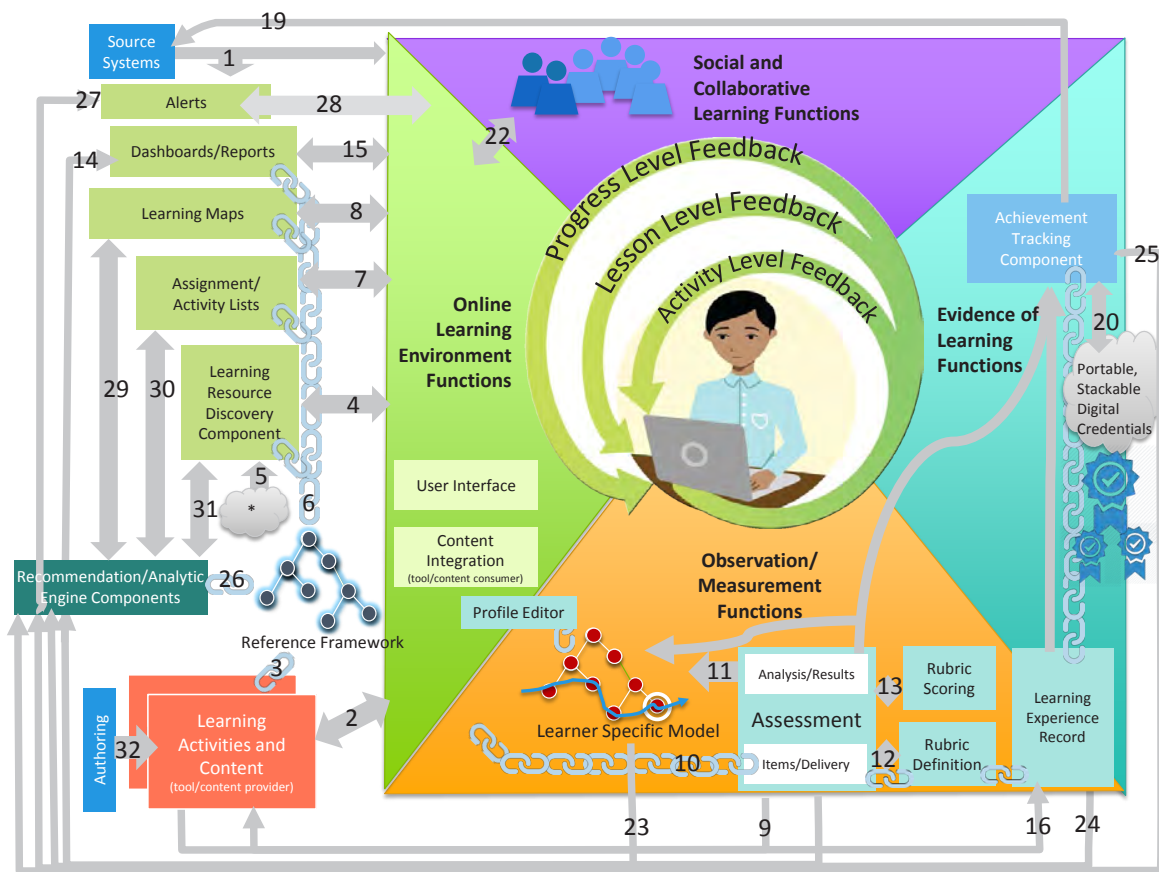 19
Source
Systems
1
27
Alerts
28
14
Dashboards/Reports
15
Learning Maps
8
Assignment/
Activity Lists
7
29
30
Learning
Resource
Discovery
Component
4
31
5
*
6
Recommendation/Analytic
Engine Components
26
Reference Framework
3
Authoring
32
Learning
Activities and
Content
(tool/content provider)
2
22
Social and
Collaborative
Learning Functions
Progress Level Feedback
Lesson Level Feedback
Activity Level Feedback
Online
Learning
Environment
Functions
User Interface
Content
Integration
(tool/content consumer)
Evidence of
Learning
Functions
Achievement
Tracking
Component
25
20
Portable,
Stackable
Digital
Credentials
Observation/
Measurement
Functions
Profile Editor
Learner Specific Model
11
Analysis/Results
Assessment
Items/Delivery
10
13
Rubric
Scoring
12
Rubric
Definition
Learning
Experience
Record
23
9
16
24